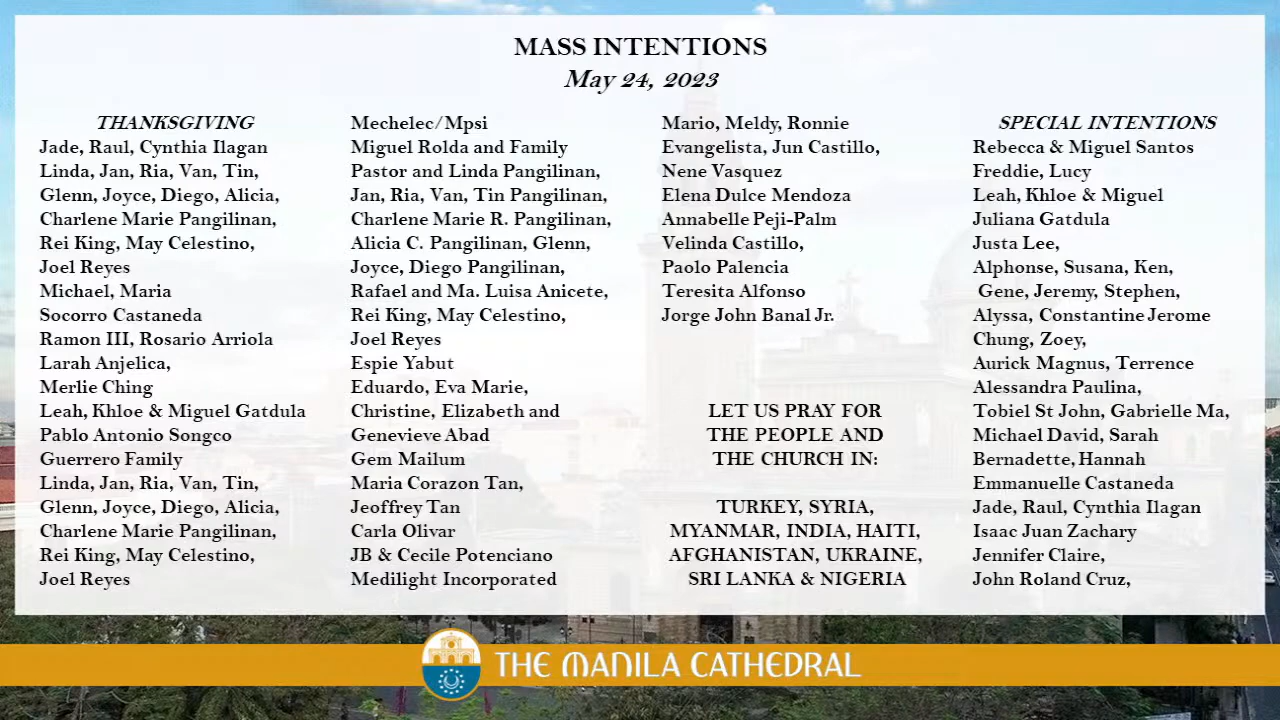 MASS INTENTIONS
May 24, 2023
THANKSGIVING
Jade, Raul, Cynthia Ilagan
Linda, Jan, Ria, Van, Tin,
Glenn, Joyce, Diego, Alicia,
Charlene Marie Pangilinan,
Rei King, May Celestino,
Joel Reyes
Michael, Maria
Socorro Castaneda
Ramon III, Rosario Arriola
Larah Anjelica,
Merlie Ching
Leah, Khloe & Miguel Gatdula
Pablo Antonio Songco
Guerrero Family
Linda, Jan, Ria, Van, Tin,
Glenn, Joyce, Diego, Alicia,
Charlene Marie Pangilinan,
Rei King, May Celestino,
Joel Reyes
Mechelec/Mpsi
Miguel Rolda and Family
Pastor and Linda Pangilinan,
Jan, Ria, Van, Tin Pangilinan,
Charlene Marie R. Pangilinan,
Alicia C. Pangilinan, Glenn,
Joyce, Diego Pangilinan,
Rafael and Ma. Luisa Anicete,
Rei King, May Celestino,
Joel Reyes
Espie Yabut
Eduardo, Eva Marie,
Christine, Elizabeth and
Genevieve Abad
Gem Mailum
Maria Corazon Tan,
Jeoffrey Tan
Carla Olivar
JB & Cecile Potenciano
Medilight Incorporated
Mario, Meldy, Ronnie
Evangelista, Jun Castillo,
Nene Vasquez
Elena Dulce Mendoza
Annabelle Peji-Palm
Velinda Castillo,
Paolo Palencia
Teresita Alfonso
Jorge John Banal Jr.
LET US PRAY FOR
THE PEOPLE AND
THE CHURCH IN:
TURKEY, SYRIA,
MYANMAR, INDIA, HAITI,
AFGHANISTAN, UKRAINE,
SRI LANKA & NIGERIA
SPECIAL INTENTIONS
Rebecca & Miguel Santos
Freddie, Lucy
Leah, Khloe & Miguel
Juliana Gatdula
Justa Lee,
Alphonse, Susana, Ken,
Gene, Jeremy, Stephen,
Alyssa, Constantine Jerome
Chung, Zoey,
Aurick Magnus, Terrence
Alessandra Paulina,
Tobiel St John, Gabrielle Ma,
Michael David, Sarah
Bernadette, Hannah
Emmanuelle Castaneda
Jade, Raul, Cynthia Ilagan
Isaac Juan Zachary
Jennifer Claire,
John Roland Cruz,
THE MANILA CATHEDRAL